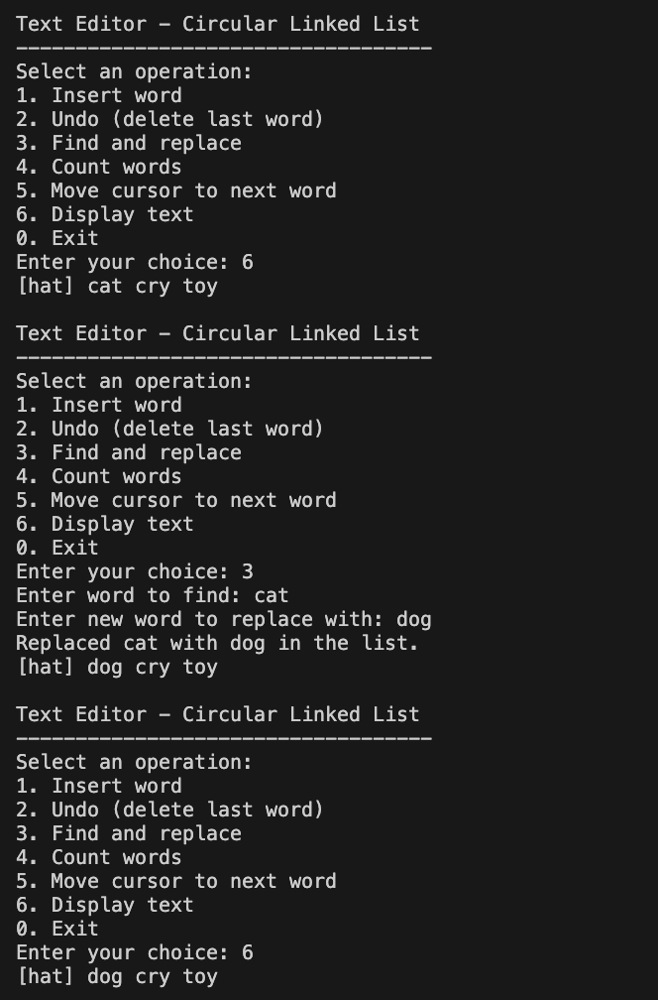 Text Editor - Circular Linked List
-----------------------------------
Select an operation:
1. Insert word
2. Undo (delete last word)
3. Find and replace
4. Count words
5. Move cursor to next word
6. Display text
0. Exit
Enter your choice: 6
[hat] cat cry toy

Text Editor - Circular Linked List
-----------------------------------
Select an operation:
1. Insert word
2. Undo (delete last word)
3. Find and replace
4. Count words
5. Move cursor to next word
6. Display text
0. Exit
Enter your choice: 3
Enter word to find: cat
Enter new word to replace with: dog
Replaced cat with dog in the list.
[hat] dog cry toy

Text Editor - Circular Linked List
-----------------------------------
Select an operation:
1. Insert word
2. Undo (delete last word)
3. Find and replace
4. Count words
5. Move cursor to next word
6. Display text
0. Exit
Enter your choice: 6
[hat] dog cry toy